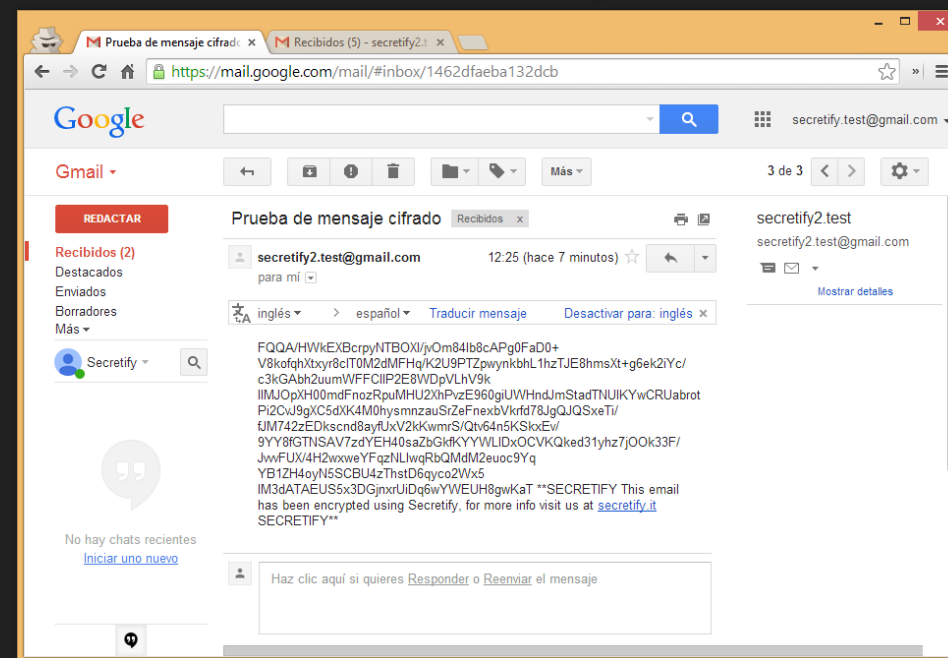 Prueba de mensaje cifrado
Recibidos (5) - secretify2.t
https://mail.google.com/mail/#inbox/1462dfaeba132dcb
Google
secretify.test@gmail.com
Gmail
Más
3 de 3
REDACTAR
Recibidos (2)
Destacados
Enviados
Borradores
Más
Secretify
No hay chats recientes
Iniciar uno nuevo
Prueba de mensaje cifrado Recibidos x
secretify2.test@gmail.com 12:25 (hace 7 minutos)
para mí
inglés > español Traducir mensaje Desactivar para: inglés ×
FQQA/HWkEXBcrpyNTBOXl/jvOm84lb8cAPg0FaD0+
V8kofqhXtxyr8cIT0M2dMFHq/K2U9PTZpwynkbhL1hzTJE8hmsXt+g6ek2iYc/
c3kGAbh2uumWFFCIIP2E8WDpVLhV9k
IIMJOpXH00mdFnozRpuMHU2XhPvzE960giUWHndJmStadTNUIKYwCRUabrot
Pi2CvJ9gXC5dXK4M0hysmnzauSrZeFnexbVkrfd78JgQJQSxeTi/
fJM742zEDkscnd8ayfUxV2kKwmrS/Qtv64n5KSkxEv/
9YY8fGTNSAV7zdYEH40saZbGkfKYYWLIDxOCVKQked31yhz7jOOk33F/
JwvFUX/4H2wxweYFqzNLlwqRbQMdM2euoc9Yq
YB1ZH4oyN5SCBU4zThstD6qyco2Wx5
IM3dATAEUS5x3DGjnxrUiDq6wYWEUH8gwKaT **SECRETIFY This email
has been encrypted using Secretify, for more info visit us at secretify.it
SECRETIFY**
Haz clic aquí si quieres Responder o Reenviar el mensaje
secretify2.test
secretify2.test@gmail.com
Mostrar detalles